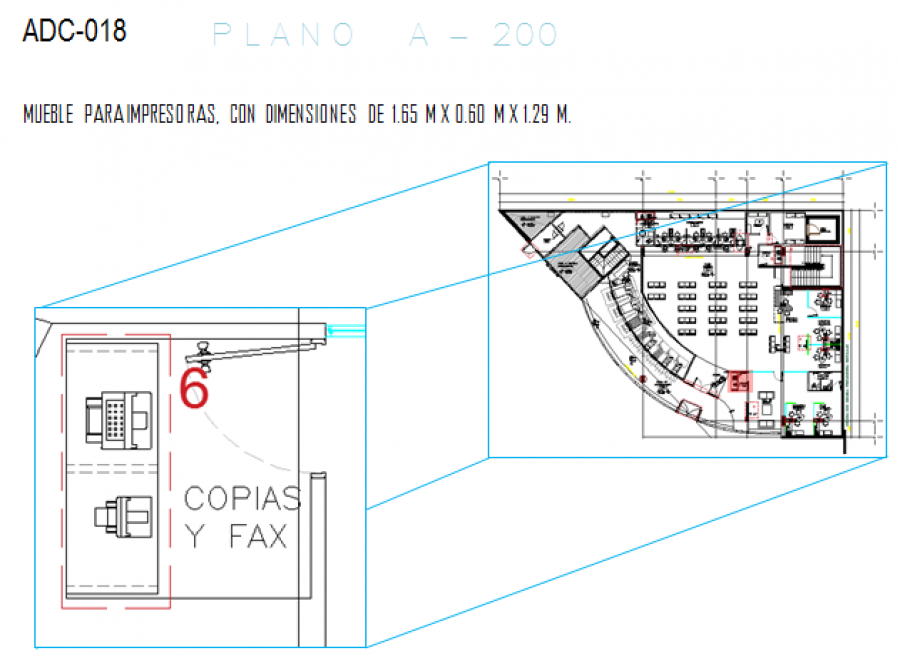 ADC-018
PLANO A - 200
MUEBLE PARA IMPRESORAS, CON DIMENSIONES DE 1.65 M X 0.60 M X 1.29 M.
6
COPIAS
Y FAX